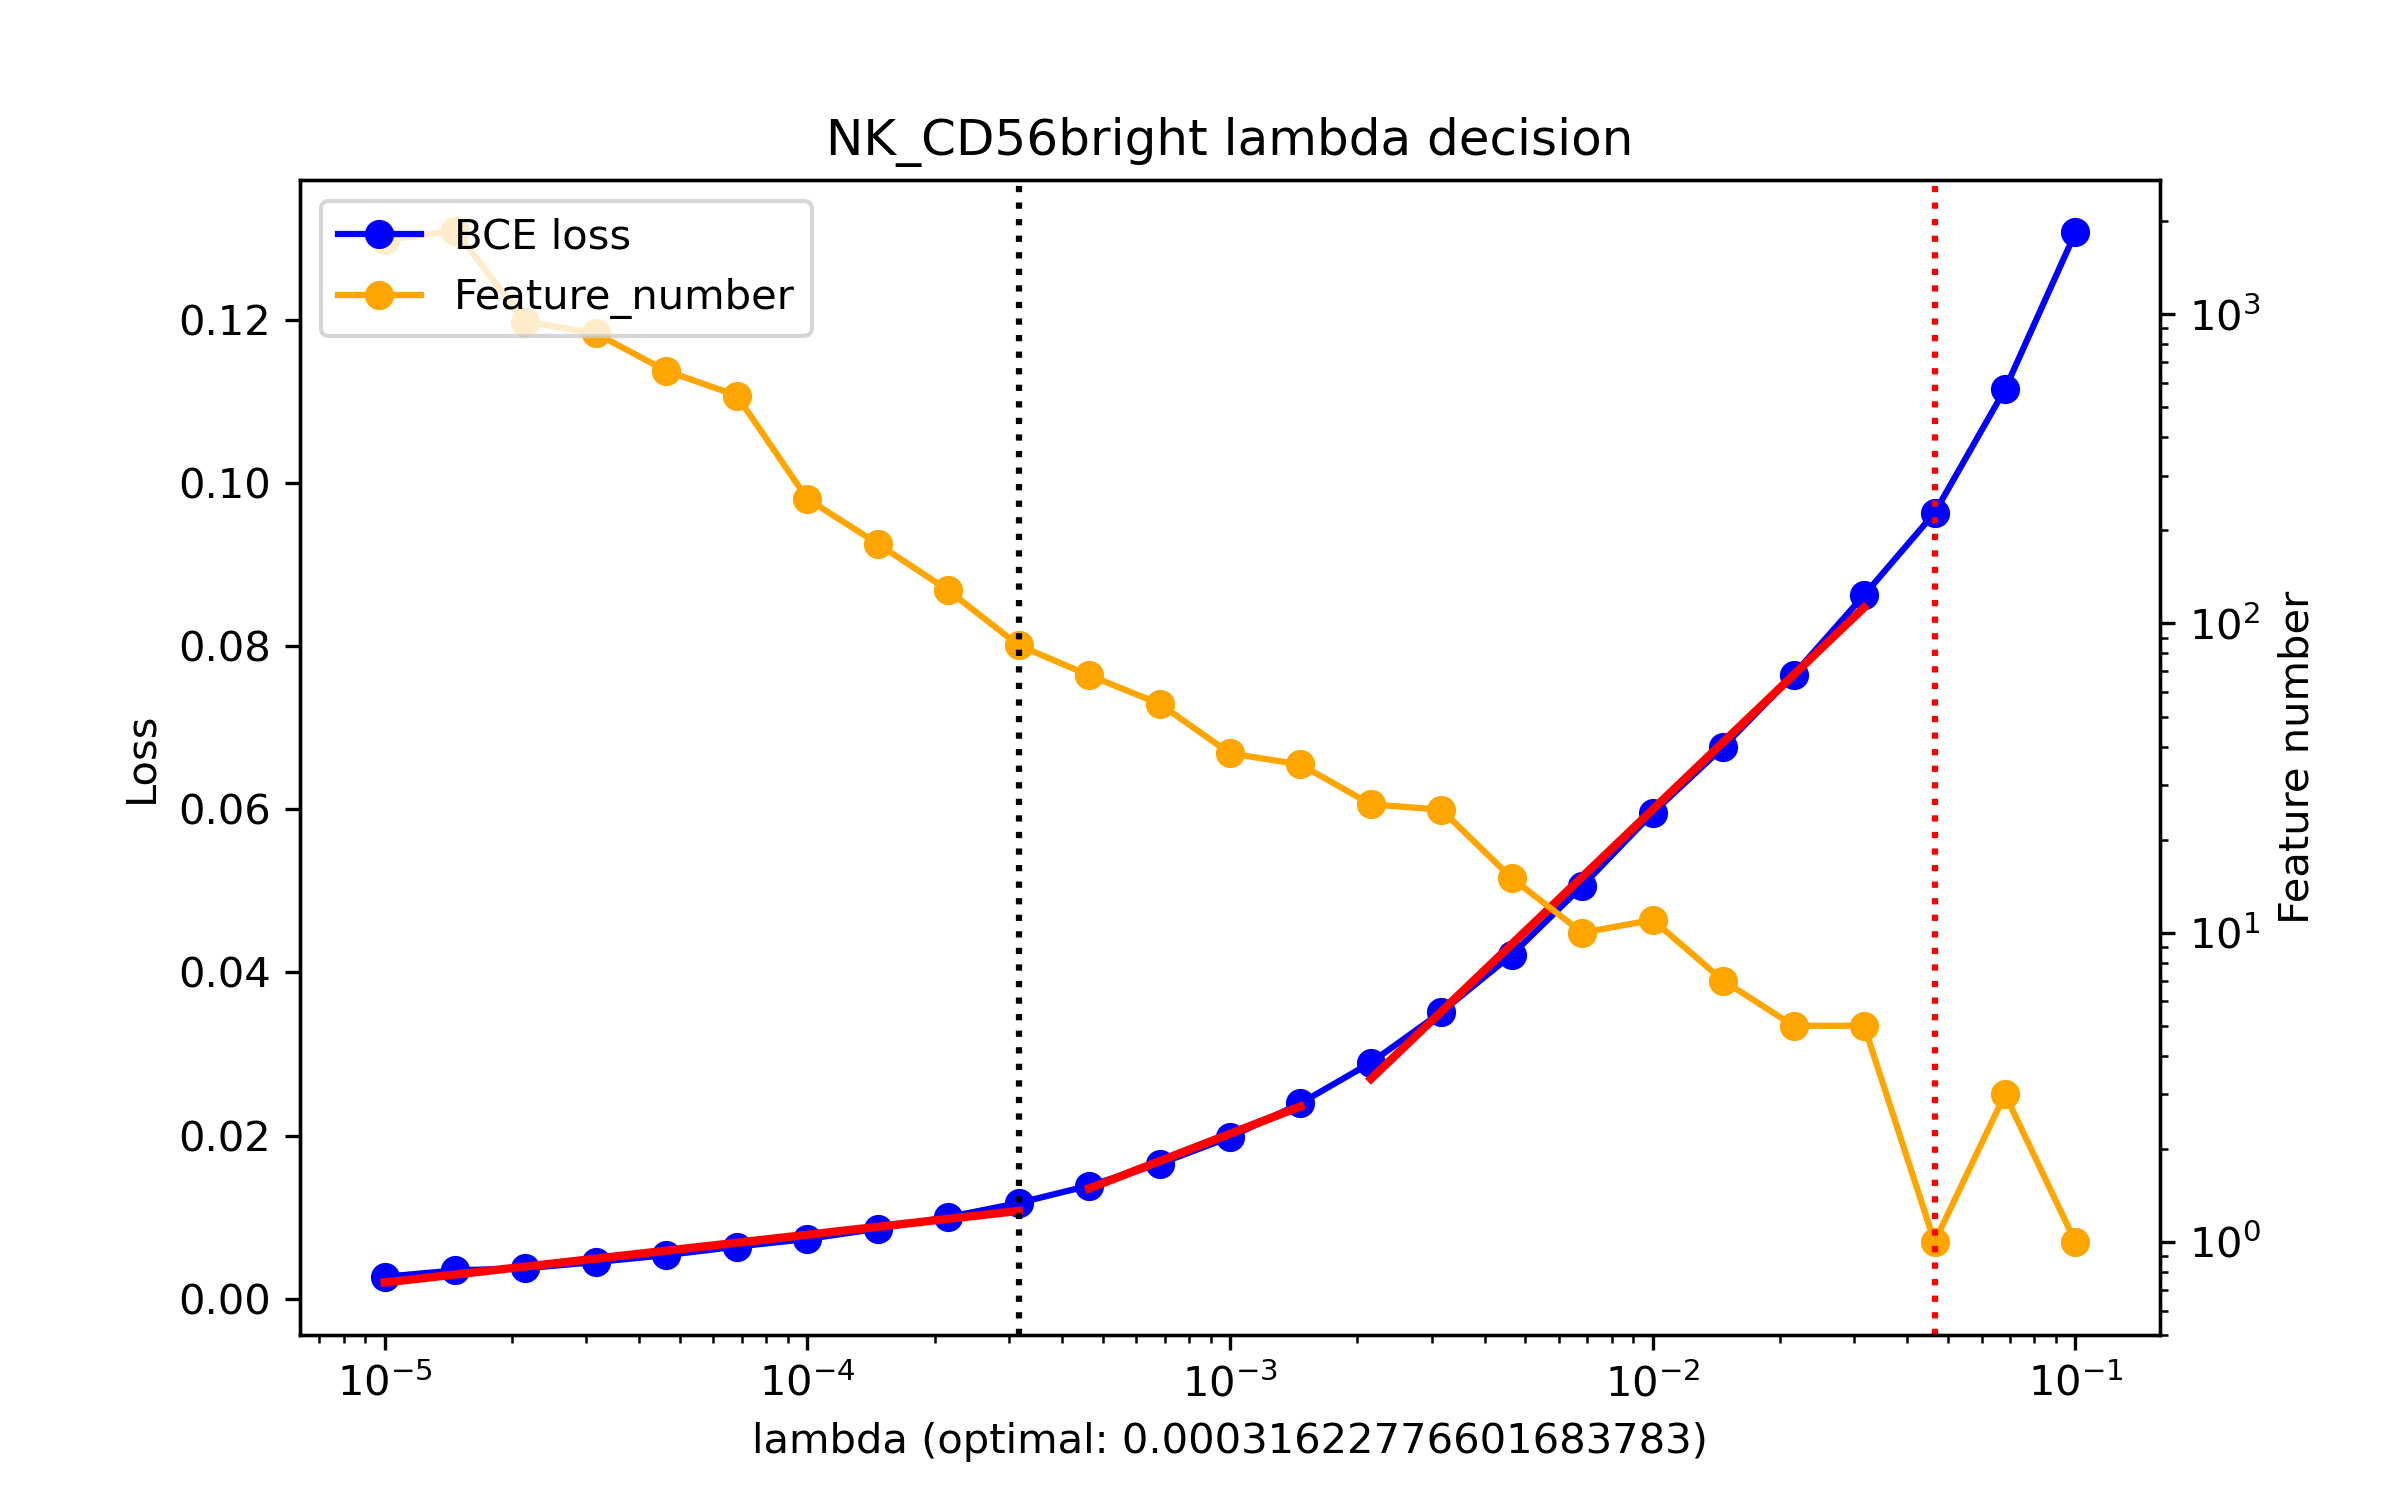 NK_CD56bright lambda decision
BCE loss
Feature_number
0.12
0.10
0.08
0.06
0.04
0.02
0.00
Loss
10³
10²
10¹
10⁰
Feature number
10⁻⁵ 10⁻⁴ 10⁻³ 10⁻² 10⁻¹
lambda (optimal: 0.00031622776601683783)